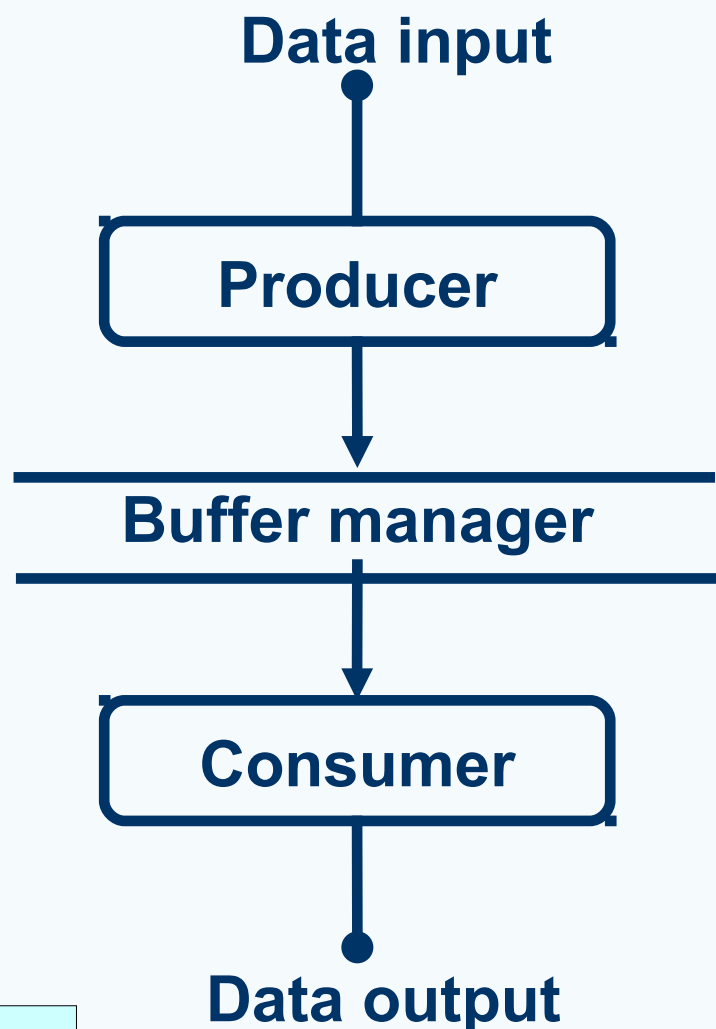 Data input
Producer
Buffer manager
Consumer
Data output